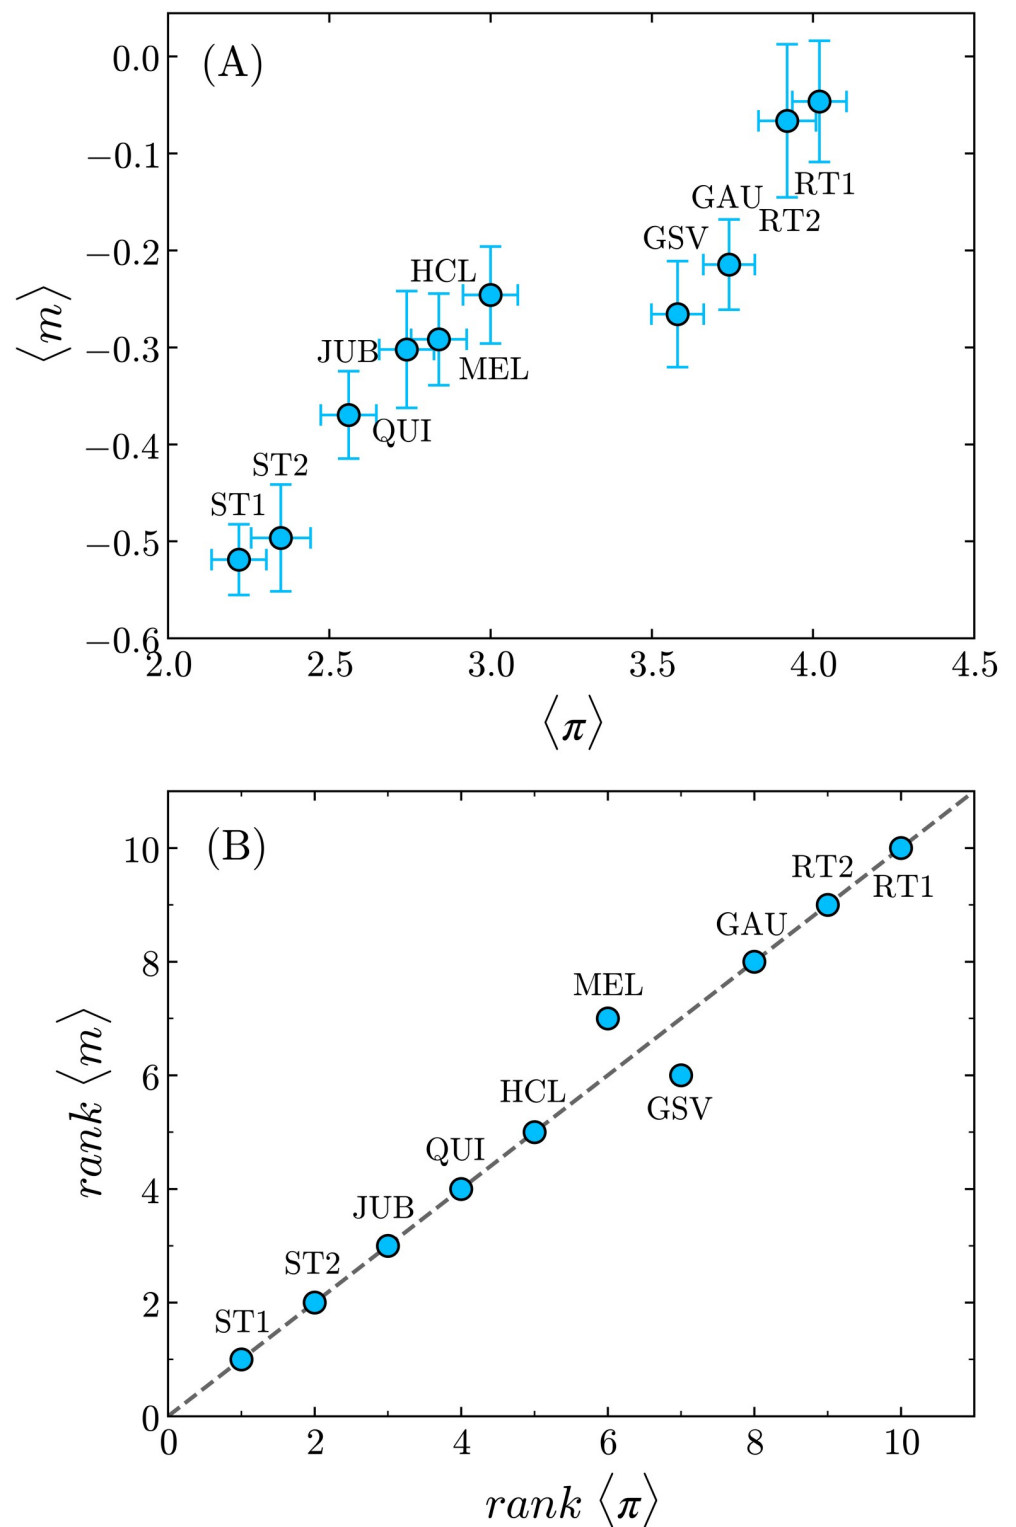 (A)
0.0
−0.1
−0.2
−0.3
−0.4
−0.5
−0.6
⟨m⟩
RT1
RT2
GAU
GSV
HCL
MEL
JUB
QUI
ST2
ST1
2.0 2.5 3.0 3.5 4.0 4.5
⟨π⟩
(B)
10
8
6
4
2
0
rank ⟨m⟩
RT2
RT1
GAU
MEL
GSV
HCL
QUI
JUB
ST2
ST1
0 2 4 6 8 10
rank ⟨π⟩